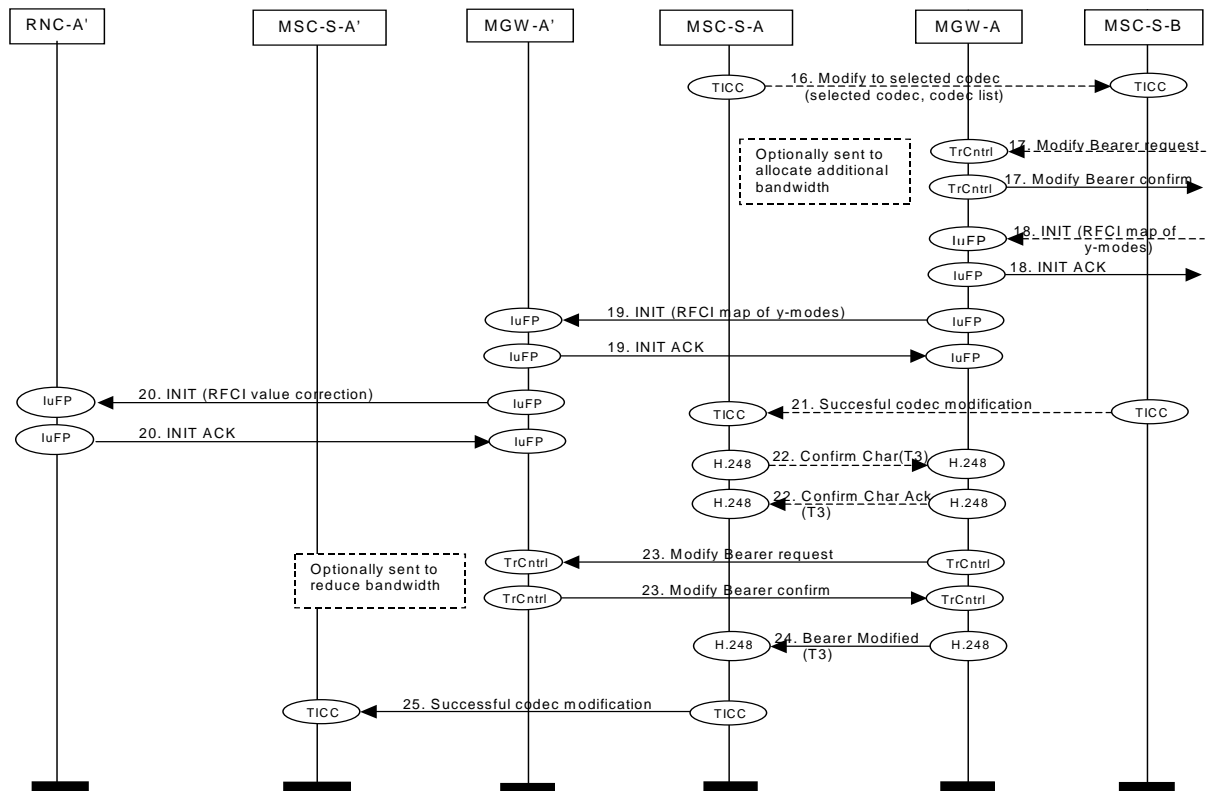 RNC-A' MSC-S-A' MGW-A' MSC-S-A MGW-A MSC-S-B
TICC 16. Modify to selected codec TICC
(selected codec, codec list)
Optionally sent to
allocate additional
bandwidth
TrCntrl 17. Modify Bearer request
TrCntrl 17. Modify Bearer confirm
IuFP 18. INIT (RFCI map of
y-modes)
IuFP 18. INIT ACK
IuFP 19. INIT (RFCI map of y-modes) IuFP
IuFP 19. INIT ACK IuFP
IuFP 20. INIT (RFCI value correction) IuFP
TICC 21. Succesful codec modification TICC
IuFP 20. INIT ACK IuFP
H.248 22. Confirm Char(T3) H.248
H.248 22. Confirm Char Ack H.248
(T3)
Optionally sent to
reduce bandwidth
TrCntrl 23. Modify Bearer request TrCntrl
TrCntrl 23. Modify Bearer confirm TrCntrl
H.248 24. Bearer Modified H.248
(T3)
TICC 25. Successful codec modification TICC